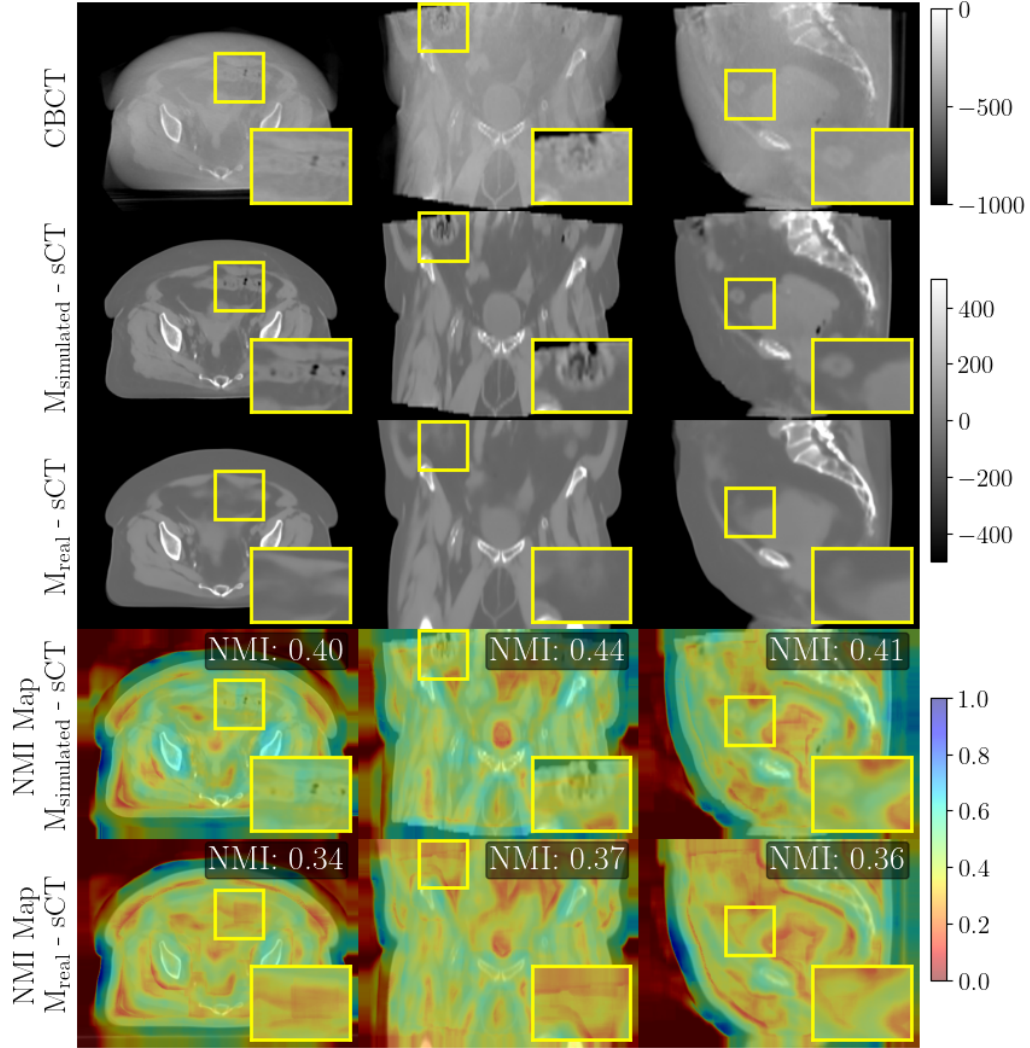 CBCT
0
−500
−1000
M_simulated - sCT
400
200
0
−200
−400
M_real - sCT
NMI Map
M_simulated - sCT
NMI: 0.40
NMI: 0.44
NMI: 0.41
1.0
0.8
0.6
0.4
0.2
0.0
NMI Map
M_real - sCT
NMI: 0.34
NMI: 0.37
NMI: 0.36